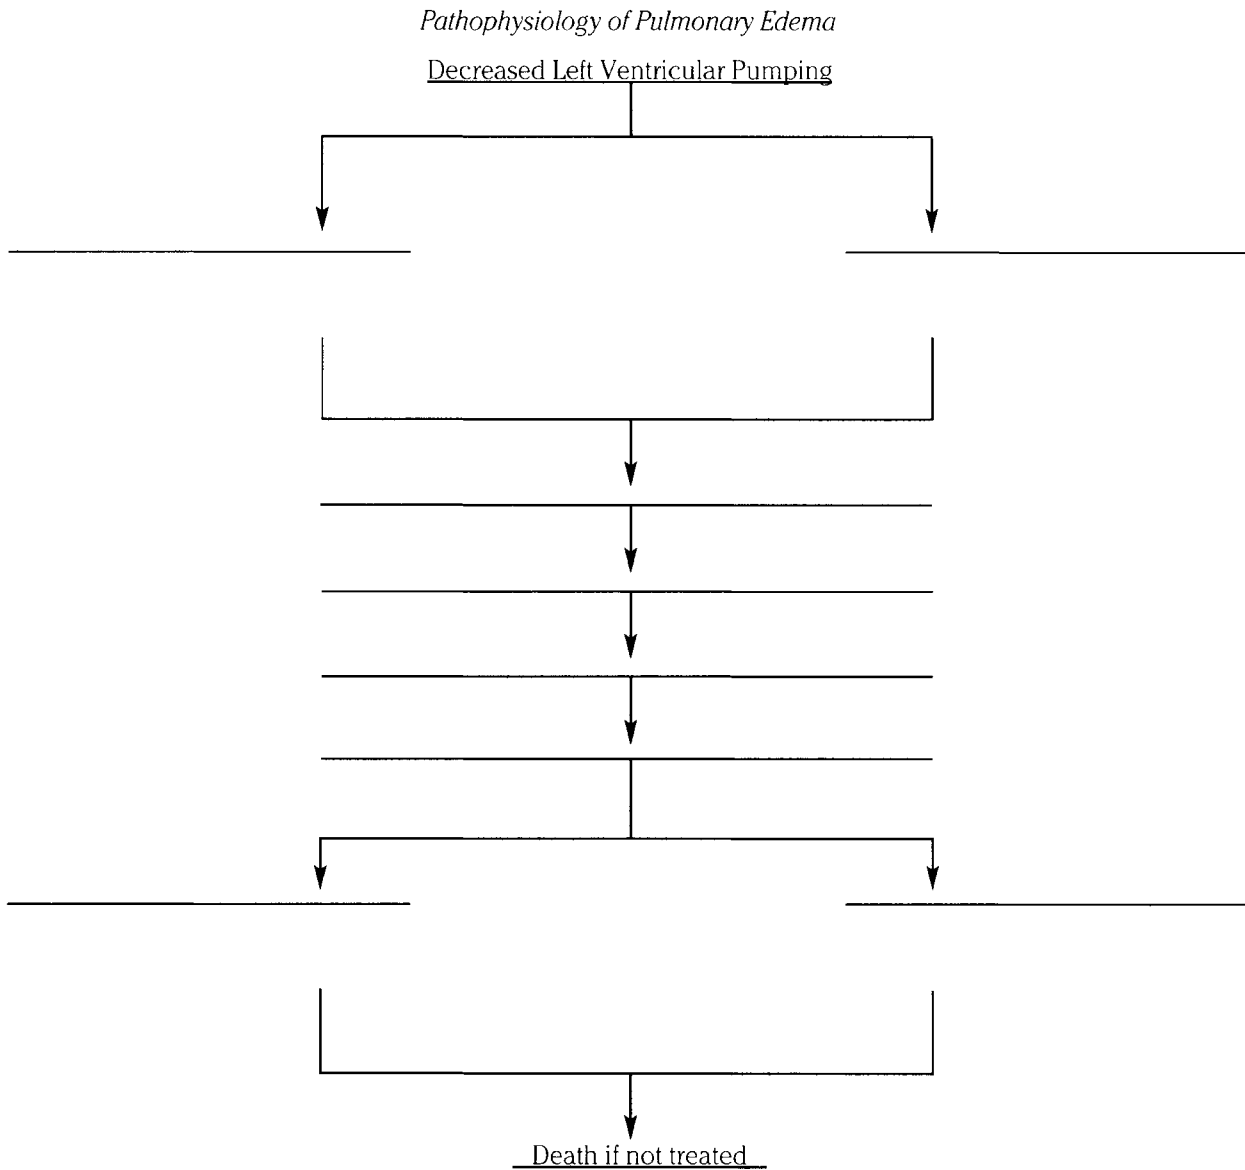 Pathophysiology of Pulmonary Edema
Decreased Left Ventricular Pumping
Death if not treated